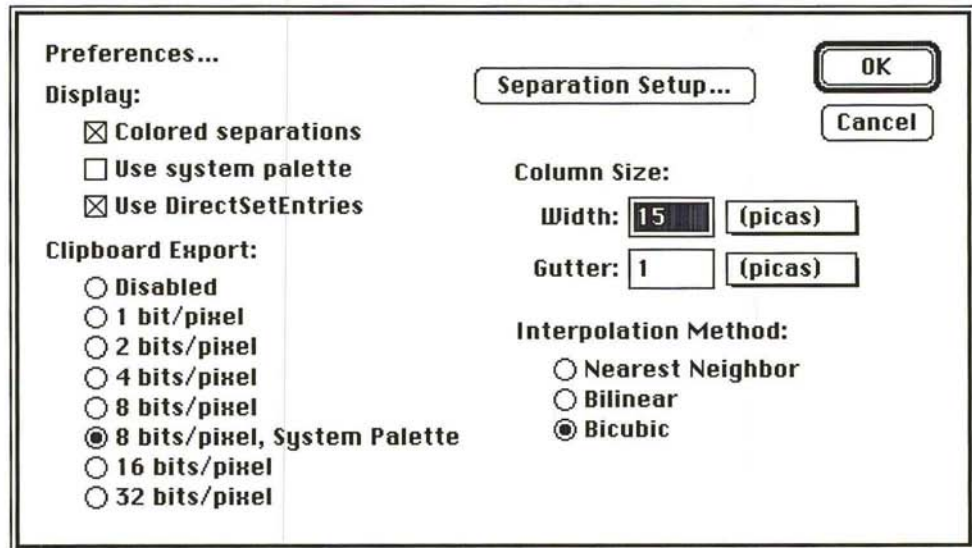 Preferences...
Display:
Colored separations
Use system palette
Use DirectSetEntries
Clipboard Export:
Disabled
1 bit/pixel
2 bits/pixel
4 bits/pixel
8 bits/pixel
8 bits/pixel, System Palette
16 bits/pixel
32 bits/pixel
Separation Setup...
OK
Cancel
Column Size:
Width: 15 (picas)
Gutter: 1 (picas)
Interpolation Method:
Nearest Neighbor
Bilinear
Bicubic